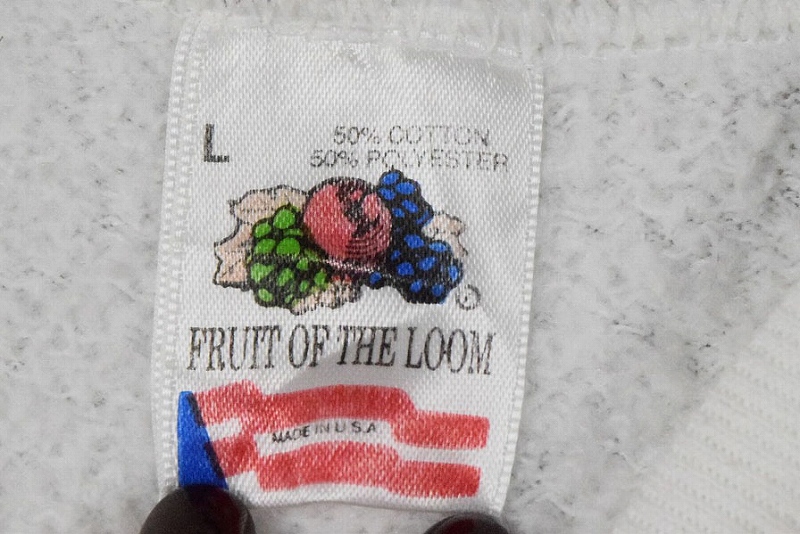 L
50% COTTON
50% POLYESTER
®
FRUIT OF THE LOOM
MADE IN U.S.A